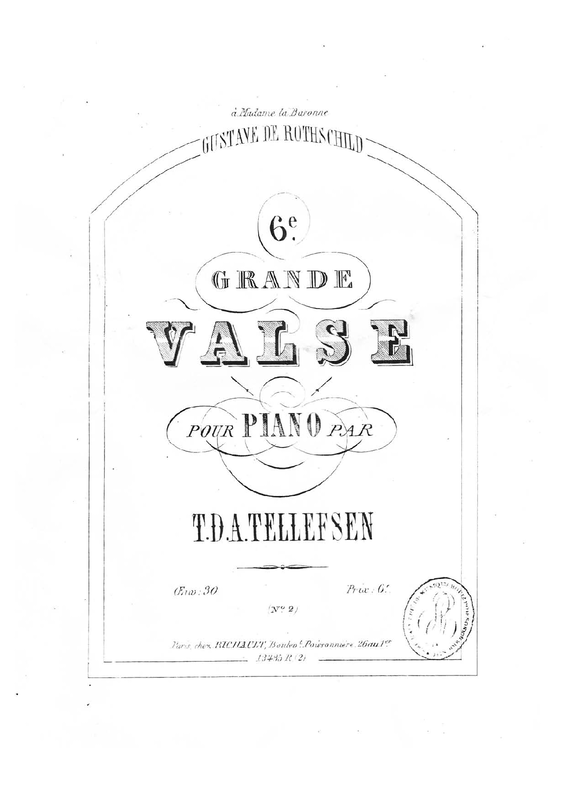 à Madame la Baronne
GUSTAVE DE ROTHSCHILD
6e.
GRANDE
VALSE
POUR PIANO PAR
T.D.A. TELLEFSEN
Œuv: 30
Prix: 6f.
(No. 2)
Paris, chez RICHAULT, Boulevt. Poissonnière, 26 au 1er
13485 R (2)